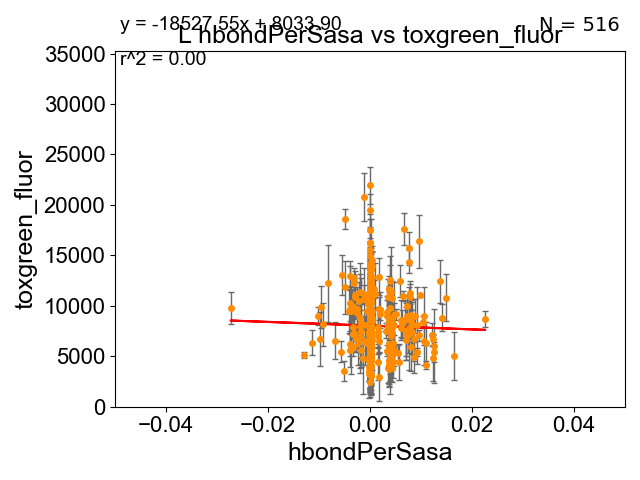 y = -18527.55x + 8033.90
N = 516
L hbondPerSasa vs toxgreen_fluor
r^2 = 0.00
35000
30000
25000
20000
15000
10000
5000
0
toxgreen_fluor
−0.04
−0.02
0.00
0.02
0.04
hbondPerSasa